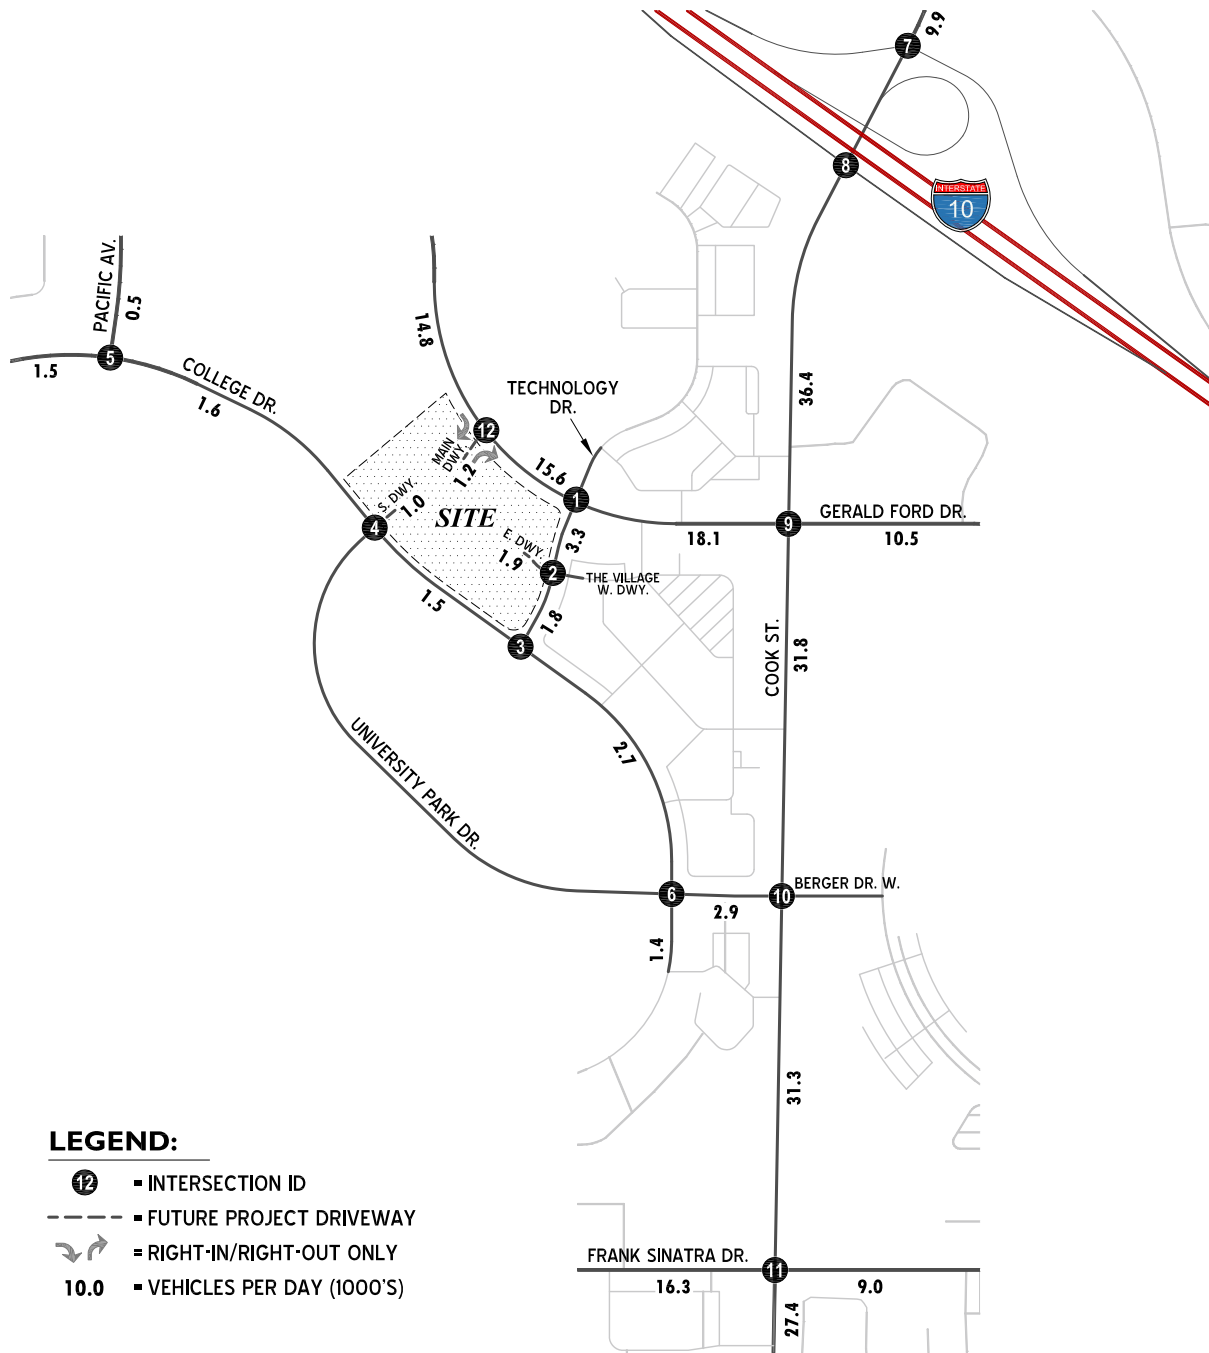 9.9
7
8
INTERSTATE
10
PACIFIC AV.
0.5
14.8
5
1.5
COLLEGE DR.
1.6
TECHNOLOGY
DR.
36.4
12
MAIN
DWY.
1.2
15.6
1
S. DWY
1.0
SITE
4
3.3
E. DWY.
1.9
2
THE VILLAGE
W. DWY.
9
GERALD FORD DR.
18.1
10.5
1.5
1.8
3
COOK ST.
31.8
2.7
UNIVERSITY PARK DR.
6
10
BERGER DR. W.
2.9
1.4
31.3
LEGEND:
12 = INTERSECTION ID
= FUTURE PROJECT DRIVEWAY
= RIGHT-IN/RIGHT-OUT ONLY
10.0 = VEHICLES PER DAY (1000'S)
FRANK SINATRA DR.
11
16.3
9.0
27.4